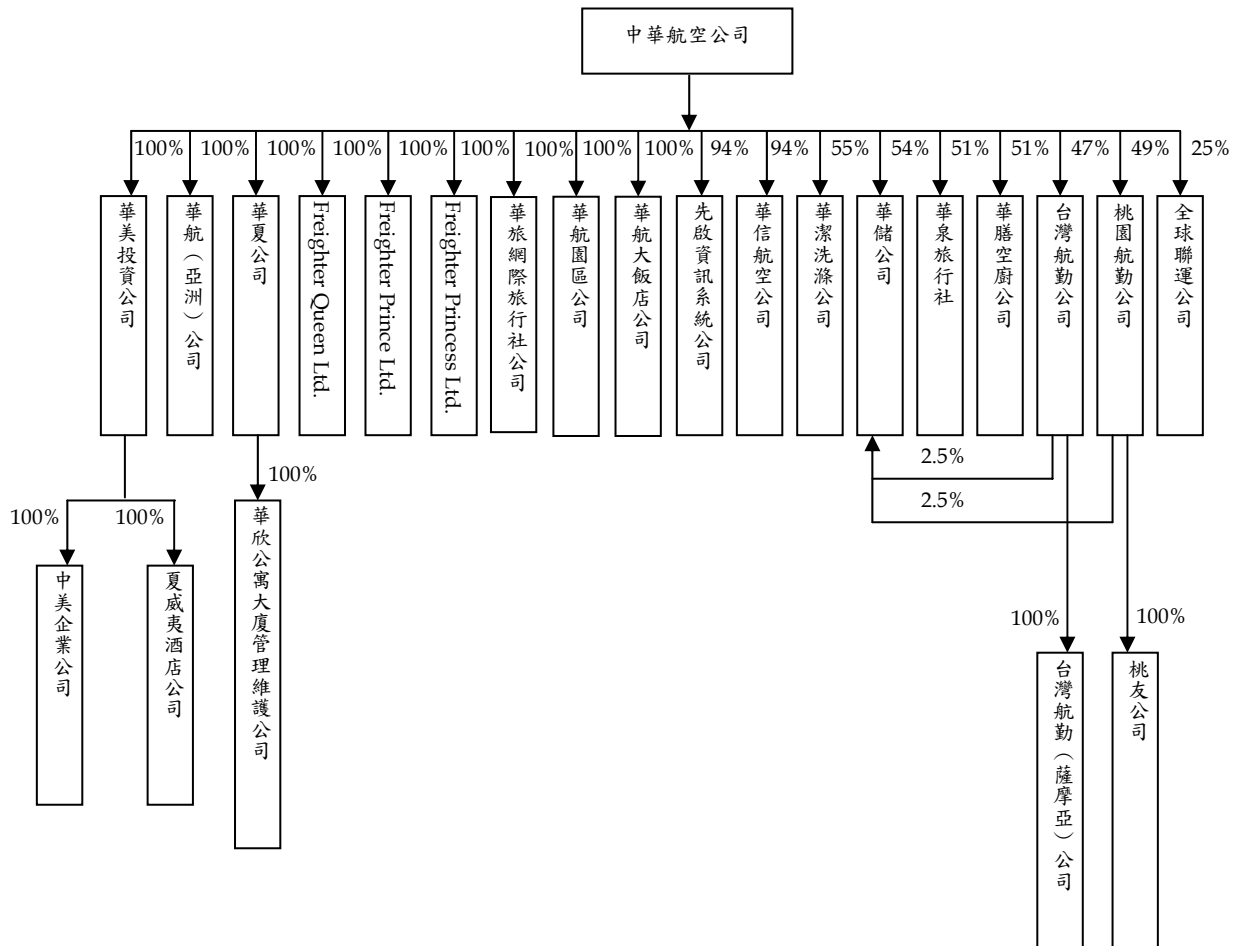 中華航空公司
100%
100%
100%
100%
100%
100%
100%
100%
100%
94%
94%
55%
54%
51%
51%
47%
49%
25%
華美投資公司
華航（亞洲）公司
華夏公司
Freighter Queen Ltd.
Freighter Prince Ltd.
Freighter Princess Ltd.
華旅網際旅行社公司
華航園區公司
華航大飯店公司
先啟資訊系統公司
華信航空公司
華潔洗滌公司
華儲公司
華泉旅行社
華膳空廚公司
台灣航勤公司
桃園航勤公司
全球聯運公司
2.5%
2.5%
100%
100%
100%
中美企業公司
夏威夷酒店公司
華欣公寓大廈管理維護公司
100%
100%
台灣航勤（薩摩亞）公司
桃友公司